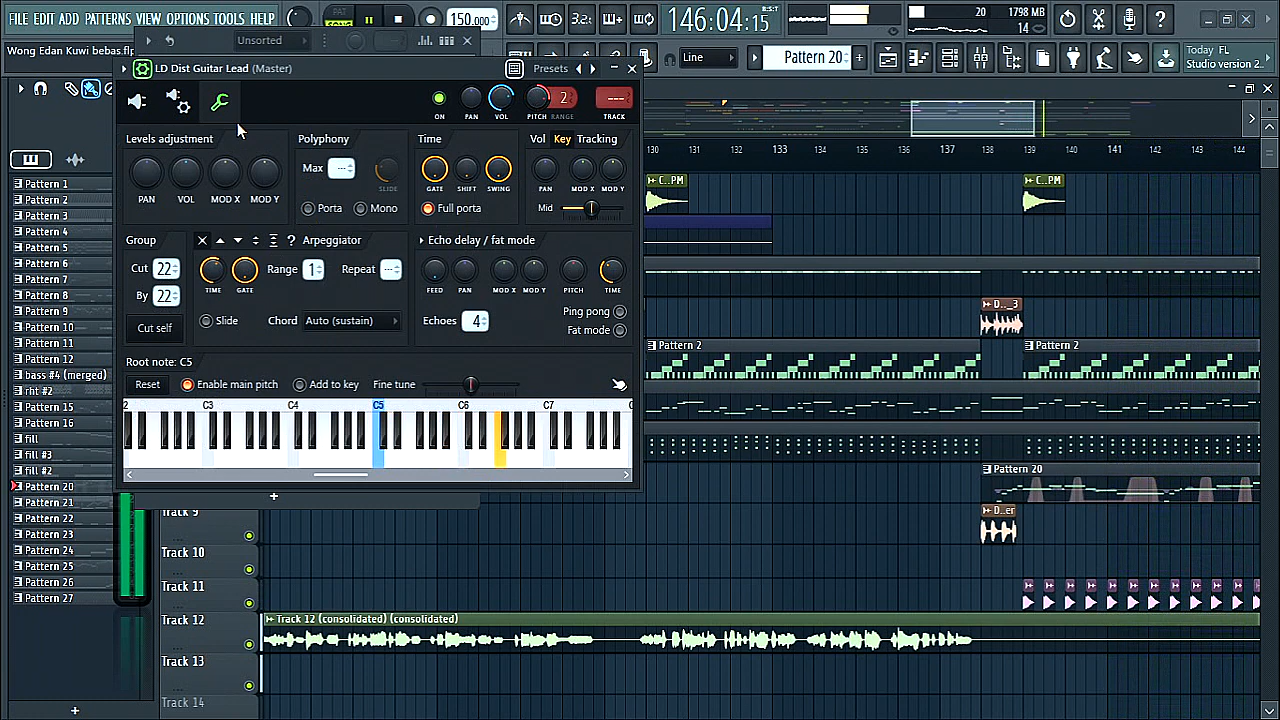 FILE EDIT ADD PATTERNS VIEW OPTIONS TOOLS HELP
PAT
SONG
150.000
3.2
146:04:15
B:S:T
20
1798 MB
14
Wong Edan Kuwi bebas.flp
Unsorted
Line
Pattern 20
Today FL
Studio version 2..
LD Dist Guitar Lead (Master)
Presets
ON
PAN
VOL
PITCH
RANGE
2
---
TRACK
Levels adjustment
PAN
VOL
MOD X
MOD Y
Polyphony
Max
---
SLIDE
Porta
Mono
Time
GATE
SHIFT
SWING
Full porta
Vol
Key
Tracking
PAN
MOD X
MOD Y
Mid
Group
Cut
22
By
22
Cut self
Arpeggiator
TIME
GATE
Range
1
Repeat
Slide
Chord
Auto (sustain)
Echo delay / fat mode
FEED
PAN
MOD X
MOD Y
PITCH
TIME
Echoes
4
Ping pong
Fat mode
Root note: C5
Reset
Enable main pitch
Add to key
Fine tune
2
C3
C4
C5
C6
C7
Pattern 1
Pattern 2
Pattern 3
Pattern 4
Pattern 5
Pattern 6
Pattern 7
Pattern 8
Pattern 9
Pattern 10
Pattern 11
Pattern 12
bass #4 (merged)
Pattern 15
Pattern 16
fill
fill #3
fill #2
Pattern 20
Pattern 21
Pattern 22
Pattern 23
Pattern 24
Pattern 25
Pattern 26
Pattern 27
130
131
132
133
134
135
136
137
138
139
140
141
142
143
144
C..PM
C..PM
D.._3
Pattern 2
Pattern 2
Pattern 20
D..er
Track 9
Track 10
Track 11
Track 12
Track 12 (consolidated) (consolidated)
Track 13
Track 14